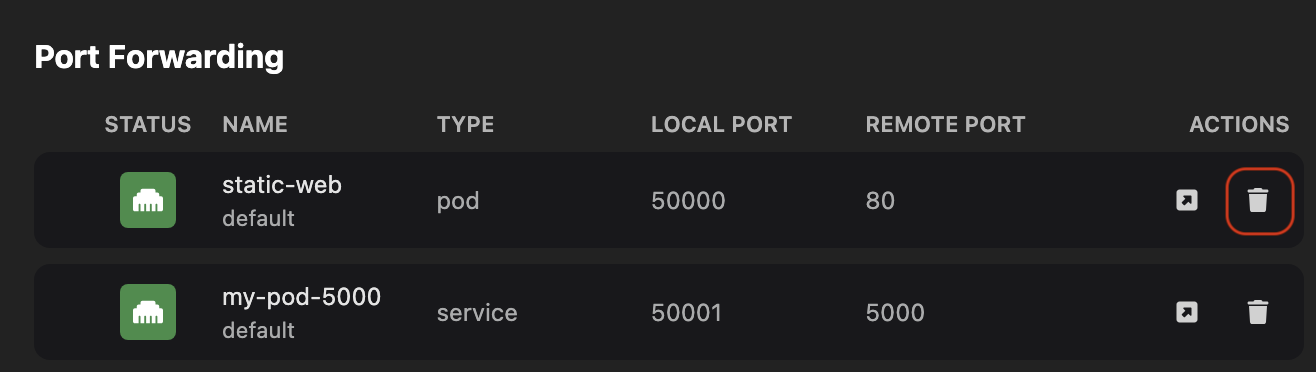 Port Forwarding
STATUS NAME TYPE LOCAL PORT REMOTE PORT ACTIONS
static-web
default
pod 50000 80
my-pod-5000
default
service 50001 5000